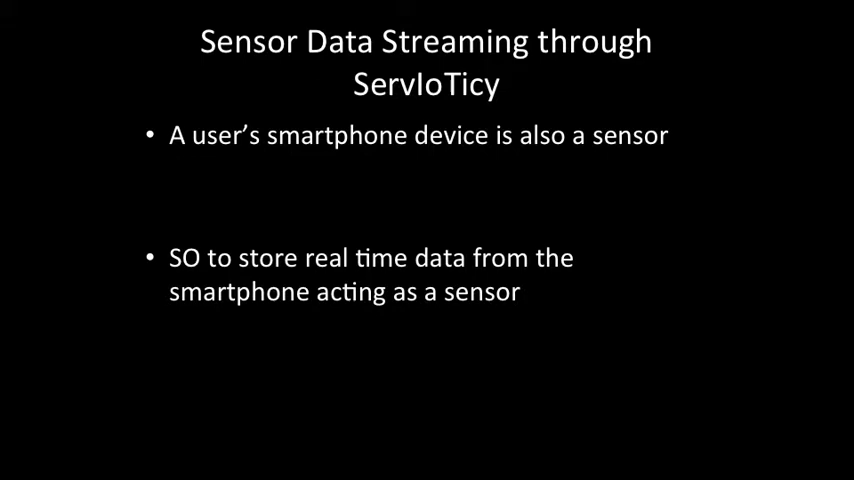 Sensor Data Streaming through
ServIoTicy
• A user’s smartphone device is also a sensor
• SO to store real time data from the
smartphone acting as a sensor